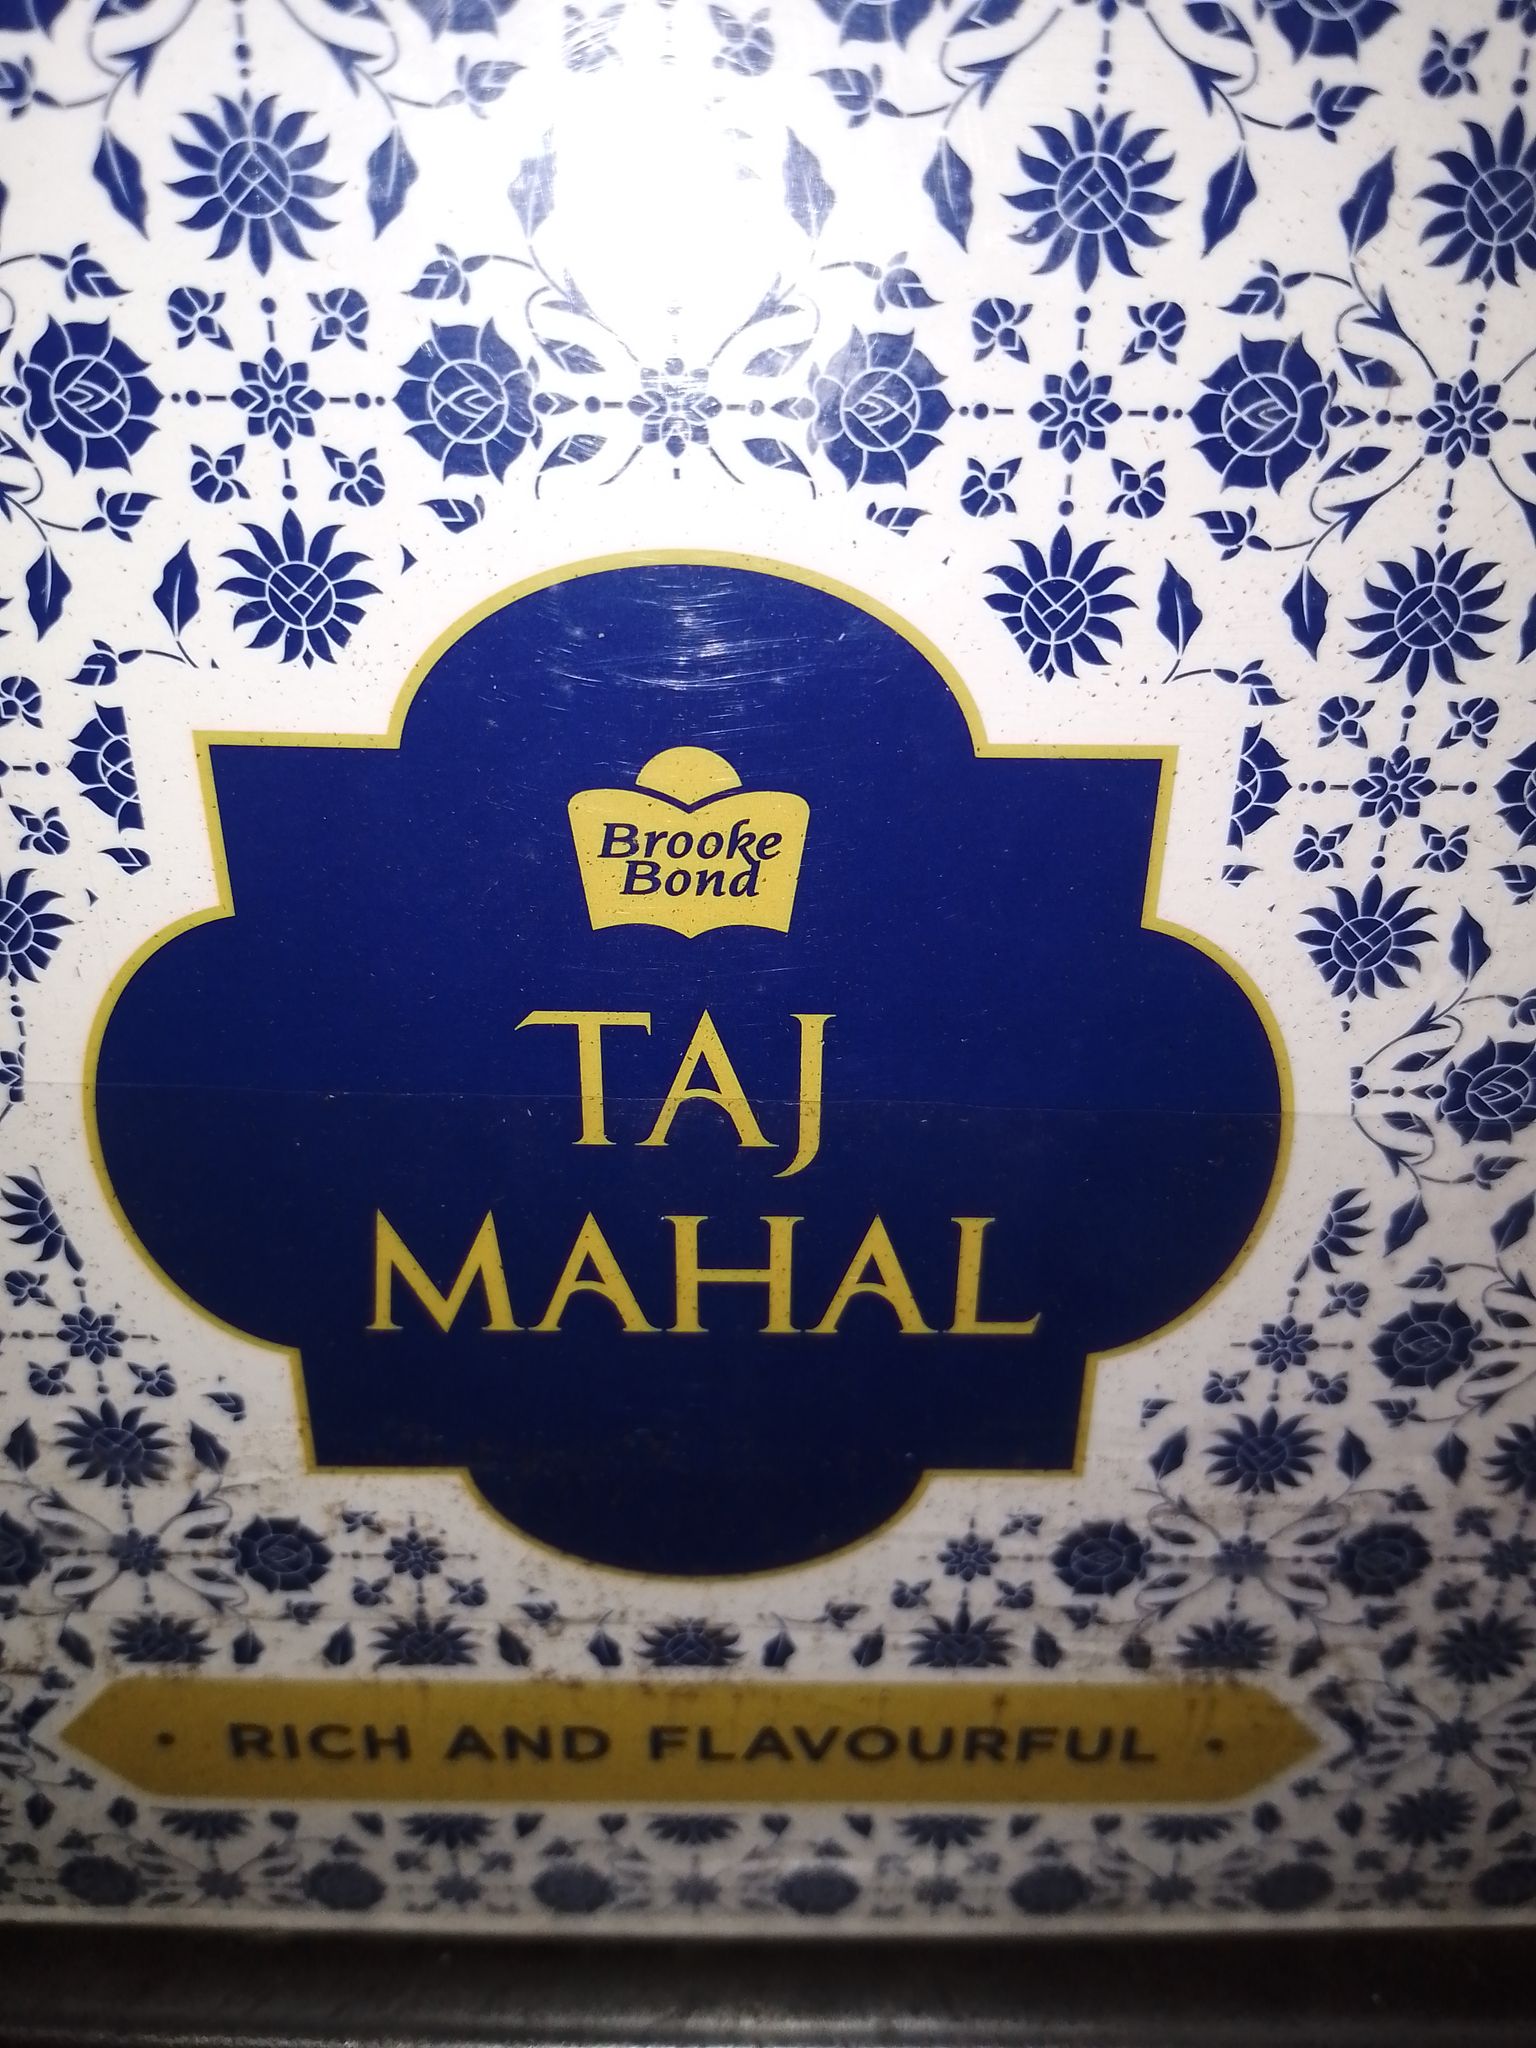 Brooke
Bond
TAJ
MAHAL
• RICH AND FLAVOURFUL •